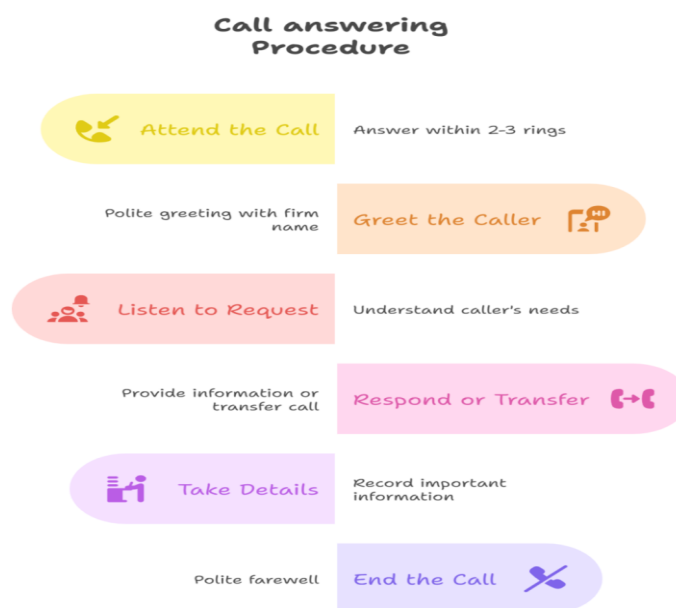 Call answering
Procedure
Attend the Call
Answer within 2-3 rings
Polite greeting with firm
name
Greet the Caller
HI
Listen to Request
Understand caller's needs
Provide information or
transfer call
Respond or Transfer
Take Details
Record important
information
Polite farewell
End the Call